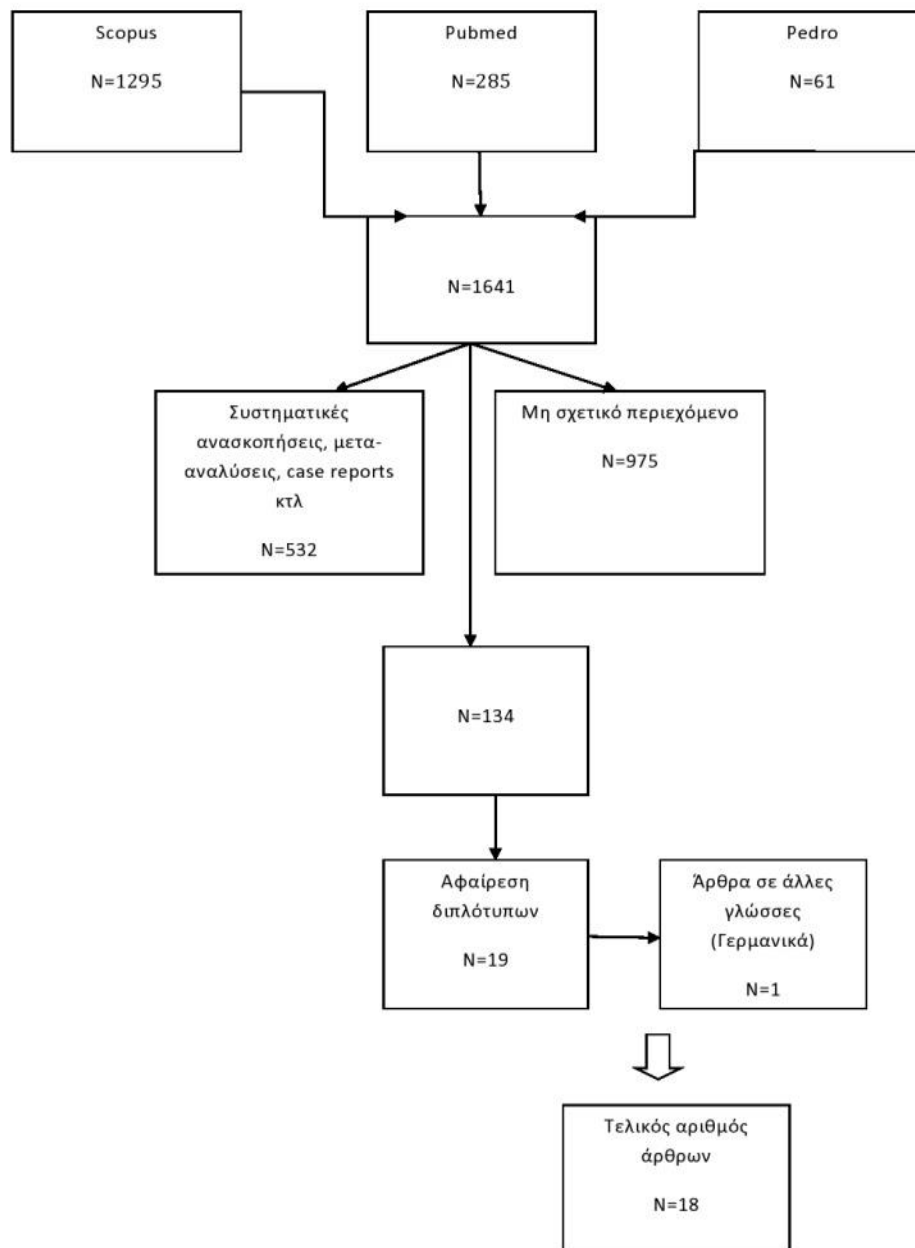 Scopus
N=1295
Pubmed
N=285
Pedro
N=61
N=1641
Συστηματικές
ανασκοπήσεις, μετα-
αναλύσεις, case reports
κτλ
N=532
Μη σχετικό περιεχόμενο
N=975
N=134
Αφαίρεση
διπλότυπων
N=19
Άρθρα σε άλλες
γλώσσες
(Γερμανικά)
N=1
Τελικός αριθμός
άρθρων
N=18